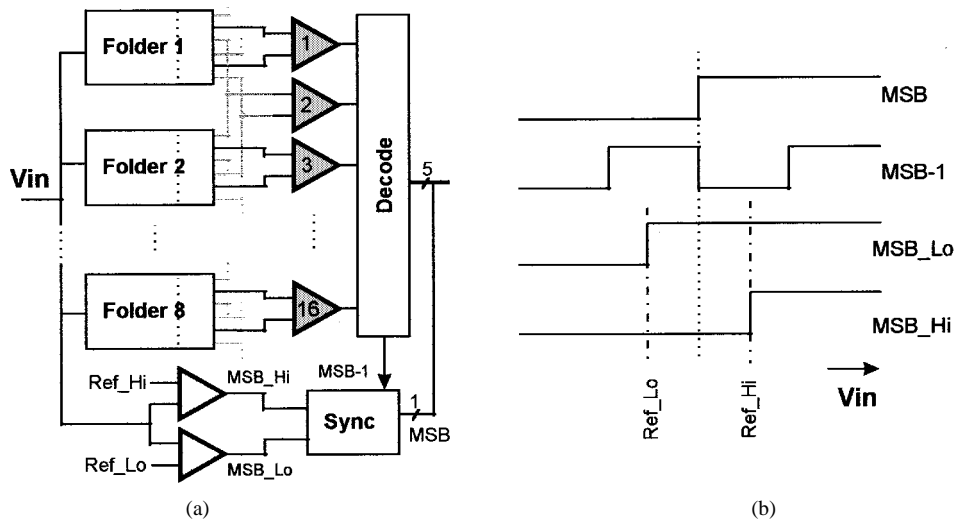 Folder 1
1
2
Folder 2
3
Vin
Decode
5
Folder 8
16
Ref_Hi
MSB_Hi
MSB-1
Sync
1
MSB
Ref_Lo
MSB_Lo
(a)
MSB
MSB-1
MSB_Lo
MSB_Hi
Ref_Lo
Ref_Hi
Vin
(b)